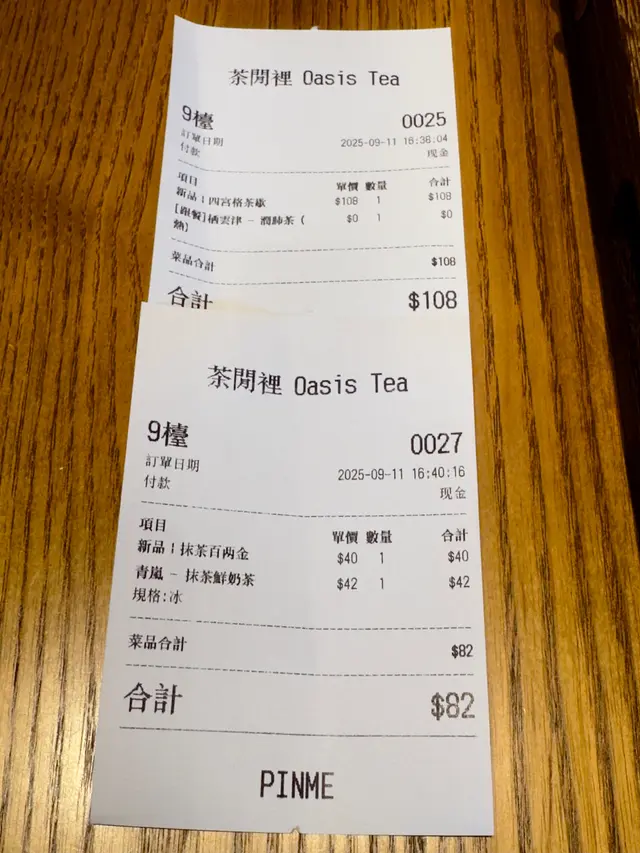 茶閒裡 Oasis Tea
9檯 0025
訂單日期 2025-09-11 16:38:04
付款 现金
項目 單價 數量 合計
新品｜四宮格茶歇 $108 1 $108
[跟餐]栖雲津 - 潤肺茶( $0 1 $0
熱)
菜品合計 $108
合計 $108
茶閒裡 Oasis Tea
9檯 0027
訂單日期 2025-09-11 16:40:16
付款 现金
項目 單價 數量 合計
新品｜抹茶百两金 $40 1 $40
青嵐 - 抹茶鮮奶茶 $42 1 $42
規格:冰
菜品合計 $82
合計 $82
PINME